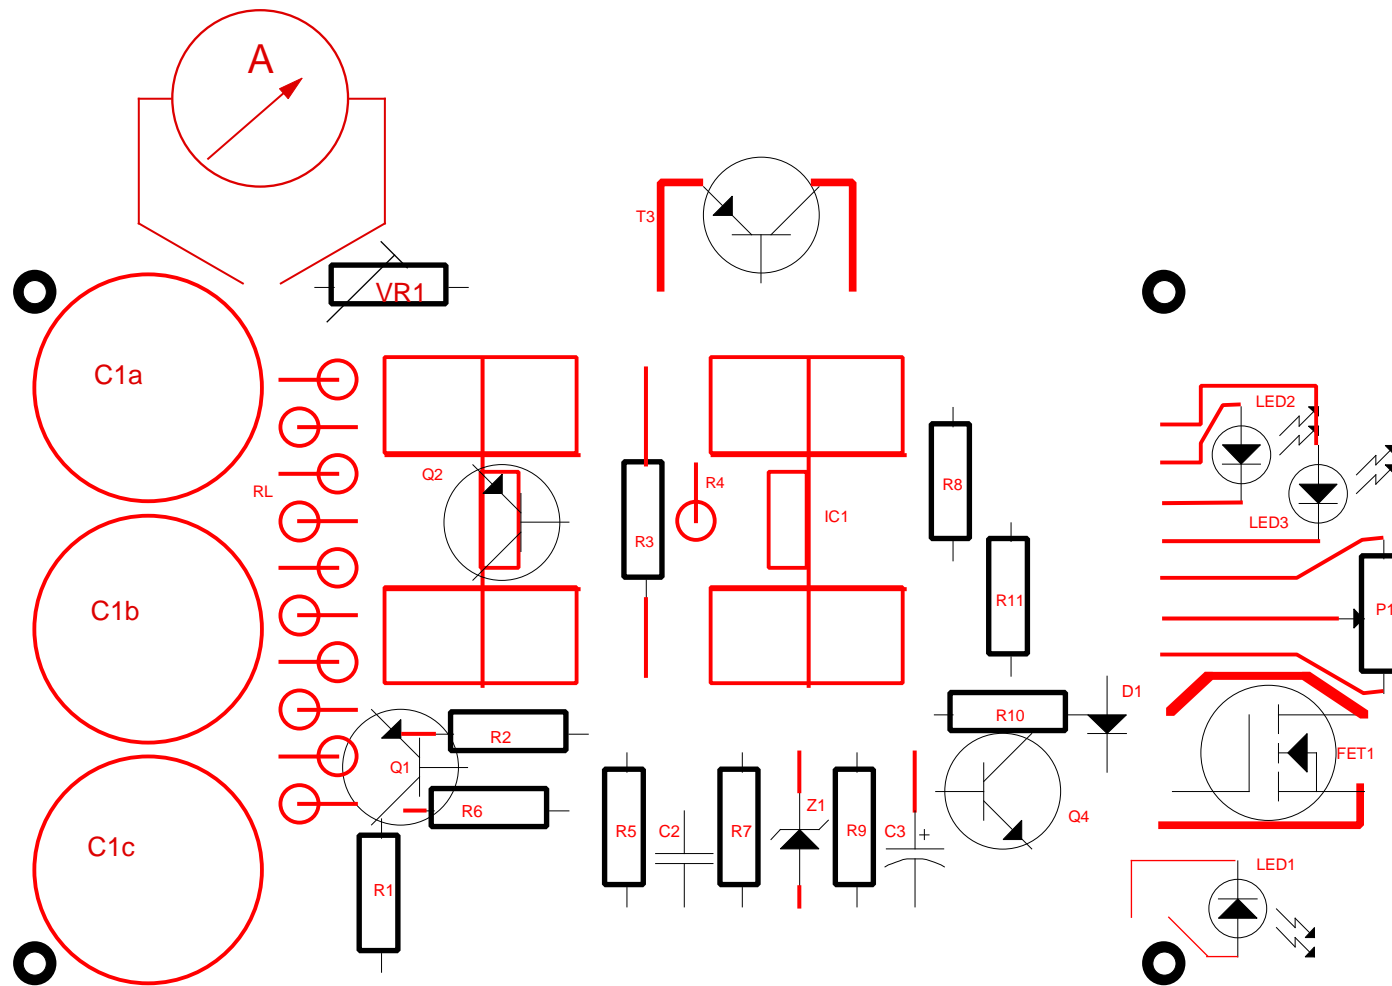 A
T3
VR1
C1a
LED2
Q2
R4
R8
RL
IC1
LED3
R3
C1b
R11
P1
D1
R10
R2
FET1
Q1
Z1
R6
Q4
R5
C2
R7
R9
C3
+
C1c
LED1
R1